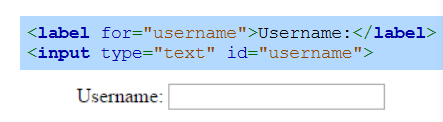 <label for="username">Username:</label>
<input type="text" id="username">
Username: